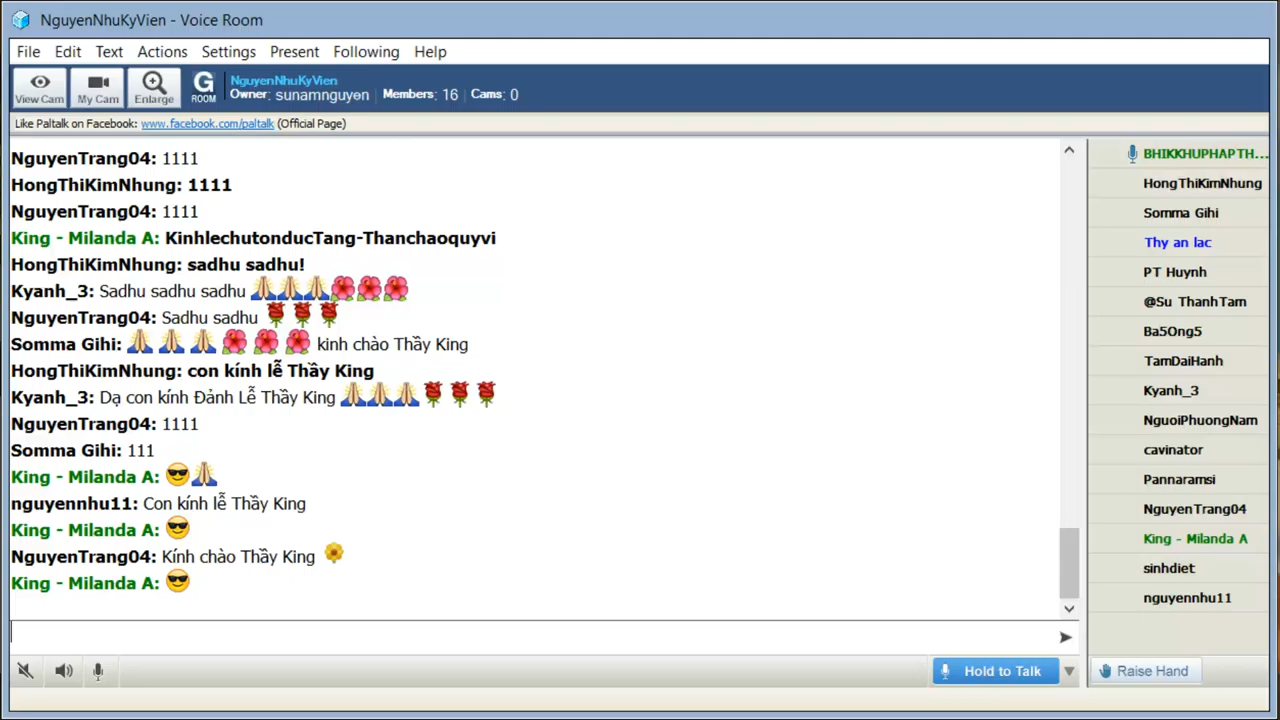 NguyenNhuKyVien - Voice Room
File Edit Text Actions Settings Present Following Help
View Cam My Cam Enlarge G ROOM
NguyenNhuKyVien
Owner: sunamnguyen Members: 16 Cams: 0
Like Paltalk on Facebook: www.facebook.com/paltalk (Official Page)
NguyenTrang04: 1111
HongThiKimNhung: 1111
NguyenTrang04: 1111
King - Milanda A: KinhlechutonducTang-Thanchaoquyvi
HongThiKimNhung: sadhu sadhu!
Kyanh_3: Sadhu sadhu sadhu 🙏🙏🙏🌺🌺🌺
NguyenTrang04: Sadhu sadhu 🌹🌹🌹
Somma Gihi: 🙏🙏🙏🌺🌺🌺 kinh chào Thầy King
HongThiKimNhung: con kính lễ Thầy King
Kyanh_3: Dạ con kính Đảnh Lễ Thầy King 🙏🙏🙏🌹🌹🌹
NguyenTrang04: 1111
Somma Gihi: 111
King - Milanda A: 😎🙏
nguyennhu11: Con kính lễ Thầy King
King - Milanda A: 😎
NguyenTrang04: Kính chào Thầy King 🌼
King - Milanda A: 😎
Hold to Talk
BHIKKHUPHAPTH...
HongThiKimNhung
Somma Gihi
Thy an lac
PT Huynh
@Su ThanhTam
Ba5Ong5
TamDaiHanh
Kyanh_3
NguoiPhuongNam
cavinator
Pannaramsi
NguyenTrang04
King - Milanda A
sinhdiet
nguyennhu11
Raise Hand